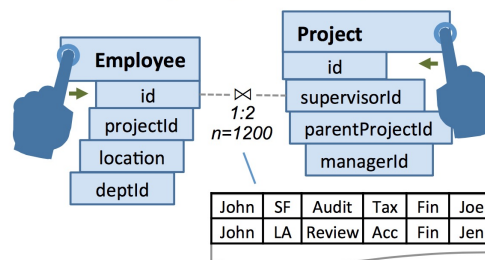 Employee
id
projectId
location
deptId
Project
id
supervisorId
parentProjectId
managerId
⋈
1:2
n=1200
John SF Audit Tax Fin Joe
John LA Review Acc Fin Jen